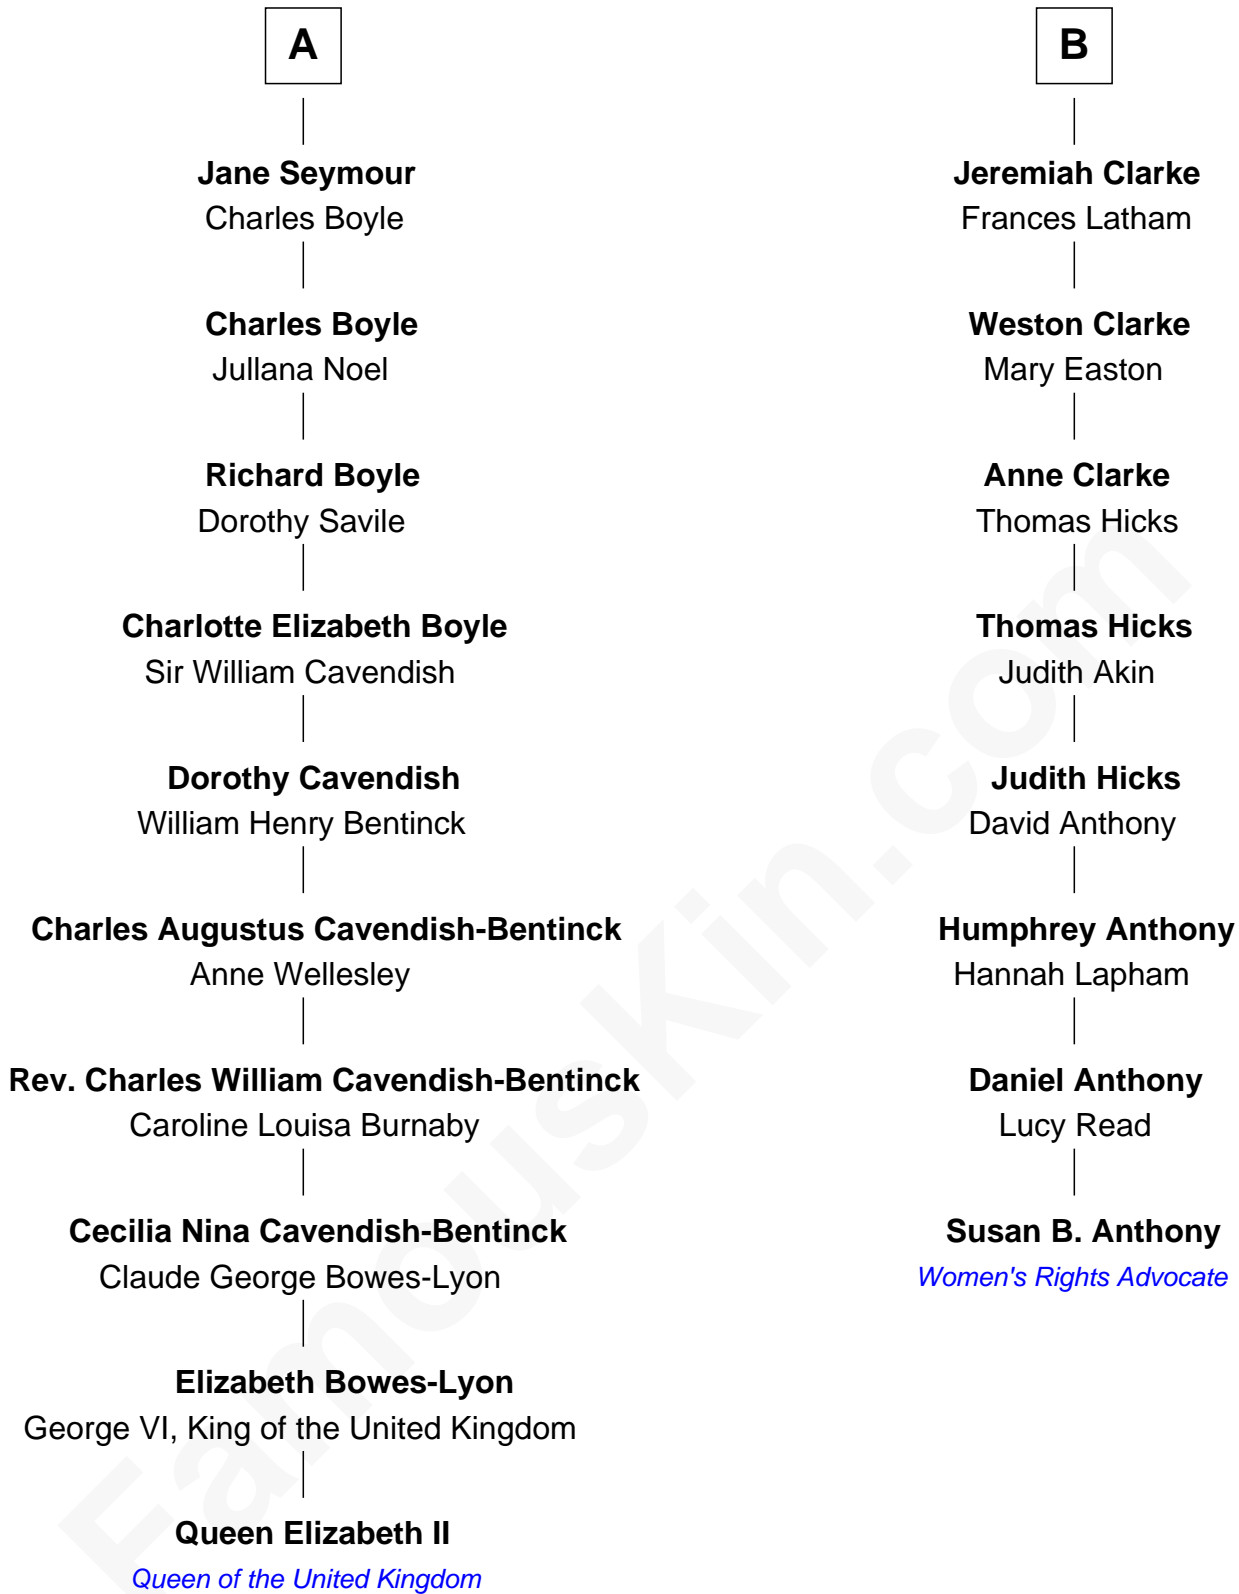 A
Jane Seymour
Charles Boyle
Charles Boyle
Jullana Noel
Richard Boyle
Dorothy Savile
Charlotte Elizabeth Boyle
Sir William Cavendish
Dorothy Cavendish
William Henry Bentinck
Charles Augustus Cavendish-Bentinck
Anne Wellesley
Rev. Charles William Cavendish-Bentinck
Caroline Louisa Burnaby
Cecilia Nina Cavendish-Bentinck
Claude George Bowes-Lyon
Elizabeth Bowes-Lyon
George VI, King of the United Kingdom
Queen Elizabeth II
Queen of the United Kingdom
B
Jeremiah Clarke
Frances Latham
Weston Clarke
Mary Easton
Anne Clarke
Thomas Hicks
Thomas Hicks
Judith Akin
Judith Hicks
David Anthony
Humphrey Anthony
Hannah Lapham
Daniel Anthony
Lucy Read
Susan B. Anthony
Women's Rights Advocate
FamousKin.com